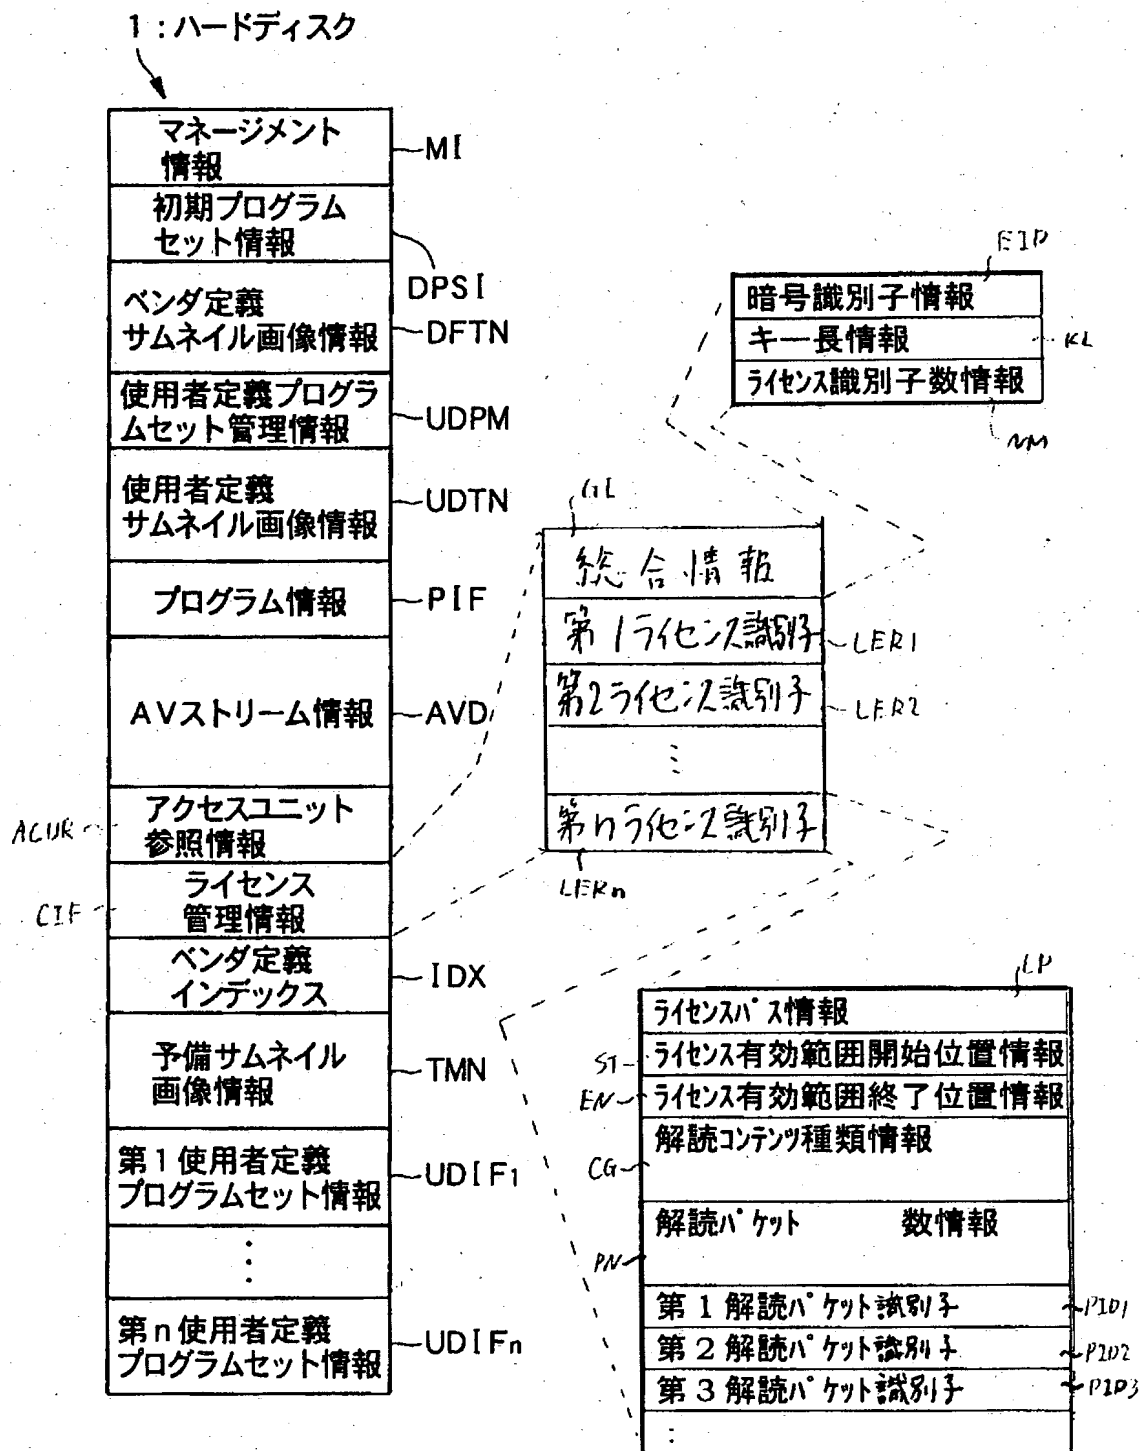 1：ハードディスク
マネージメント
情報
MI
初期プログラム
セット情報
DPSI
ベンダ定義
サムネイル画像情報
DFTN
使用者定義プログラ
ムセット管理情報
UDPM
使用者定義
サムネイル画像情報
UDTN
プログラム情報
PIF
AVストリーム情報
AVD
アクセスユニット
参照情報
ACUR
ライセンス
管理情報
CIF
ベンダ定義
インデックス
IDX
予備サムネイル
画像情報
TMN
第1使用者定義
プログラムセット情報
UDIF1
⋮
第n使用者定義
プログラムセット情報
UDIFn
EID
暗号識別子情報
キー長情報
KL
ライセンス識別子数情報
NM
GL
総合情報
第1ライセンス識別子
LER1
第2ライセンス識別子
LER2
⋮
第nライセンス識別子
LERn
LP
ライセンスパス情報
ST
ライセンス有効範囲開始位置情報
EN
ライセンス有効範囲終了位置情報
解読コンテンツ種類情報
CG
解読パケット 数情報
PN
第1解読パケット識別子
PID1
第2解読パケット識別子
PID2
第3解読パケット識別子
PID3
⋮